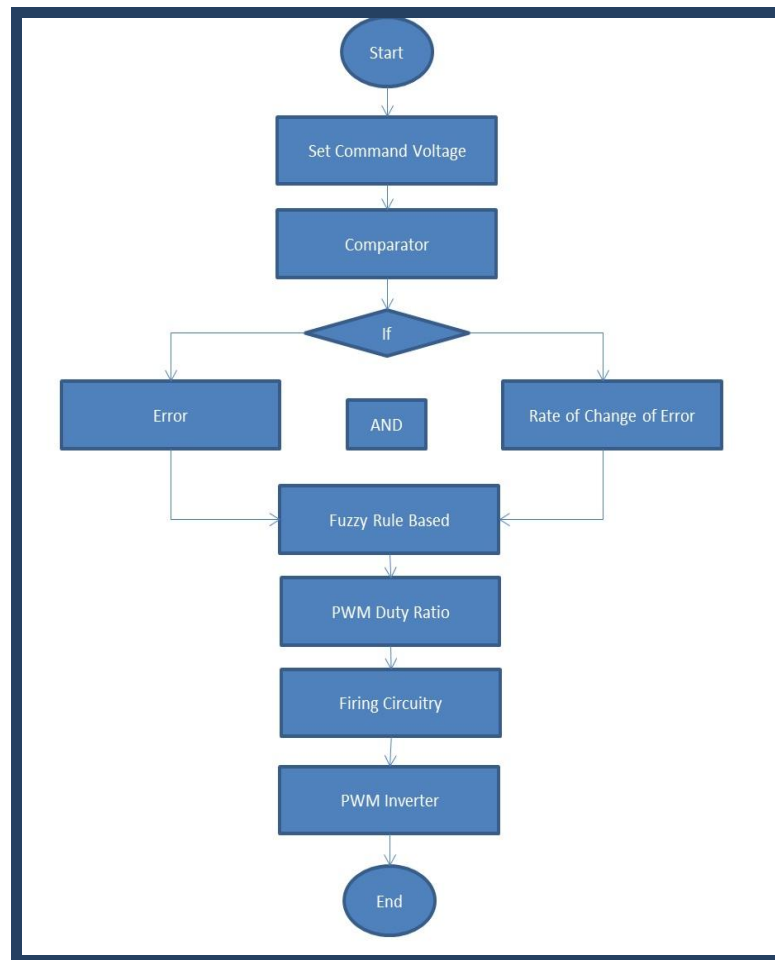 Start
Set Command Voltage
Comparator
If
Error
AND
Rate of Change of Error
Fuzzy Rule Based
PWM Duty Ratio
Firing Circuitry
PWM Inverter
End